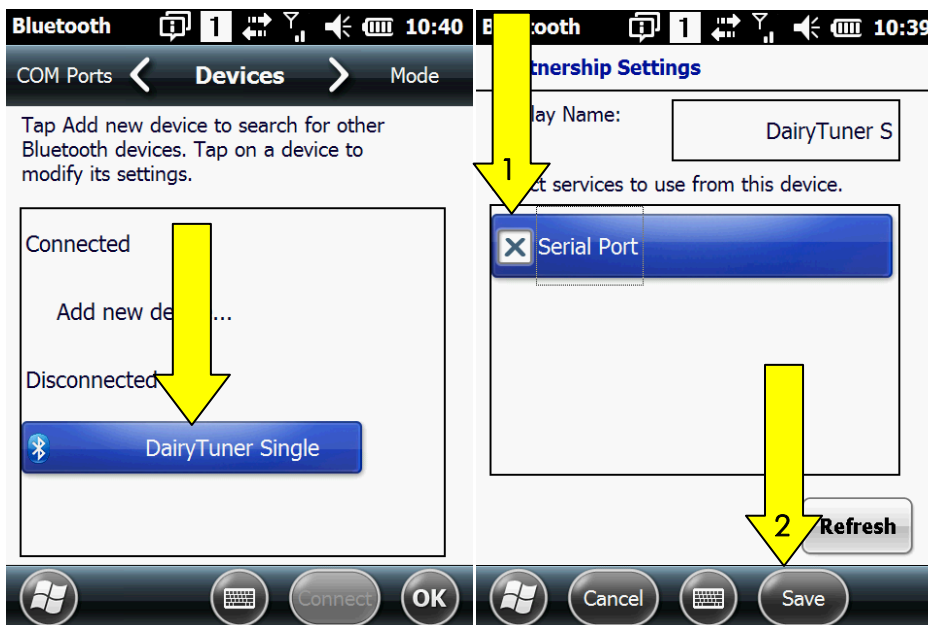 Bluetooth 1 10:40
COM Ports Devices Mode
Tap Add new device to search for other
Bluetooth devices. Tap on a device to
modify its settings.
Connected
Add new de ...
Disconnected
DairyTuner Single
Connect OK
B ooth 1 10:39
tnership Settings
lay Name:
DairyTuner S
1
ct services to use from this device.
Serial Port
2
Refresh
Cancel Save